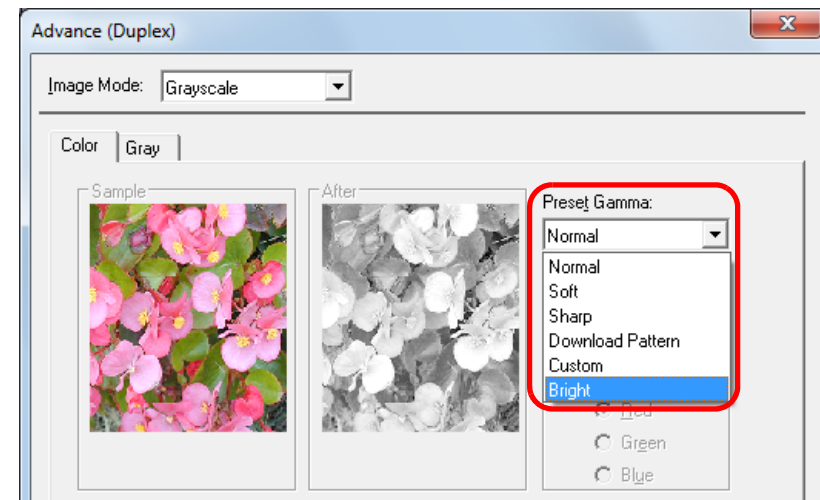 Advance (Duplex)
Image Mode: Grayscale
Color Gray
Sample After
Preset Gamma:
Normal
Normal
Soft
Sharp
Download Pattern
Custom
Bright
Red
Green
Blue